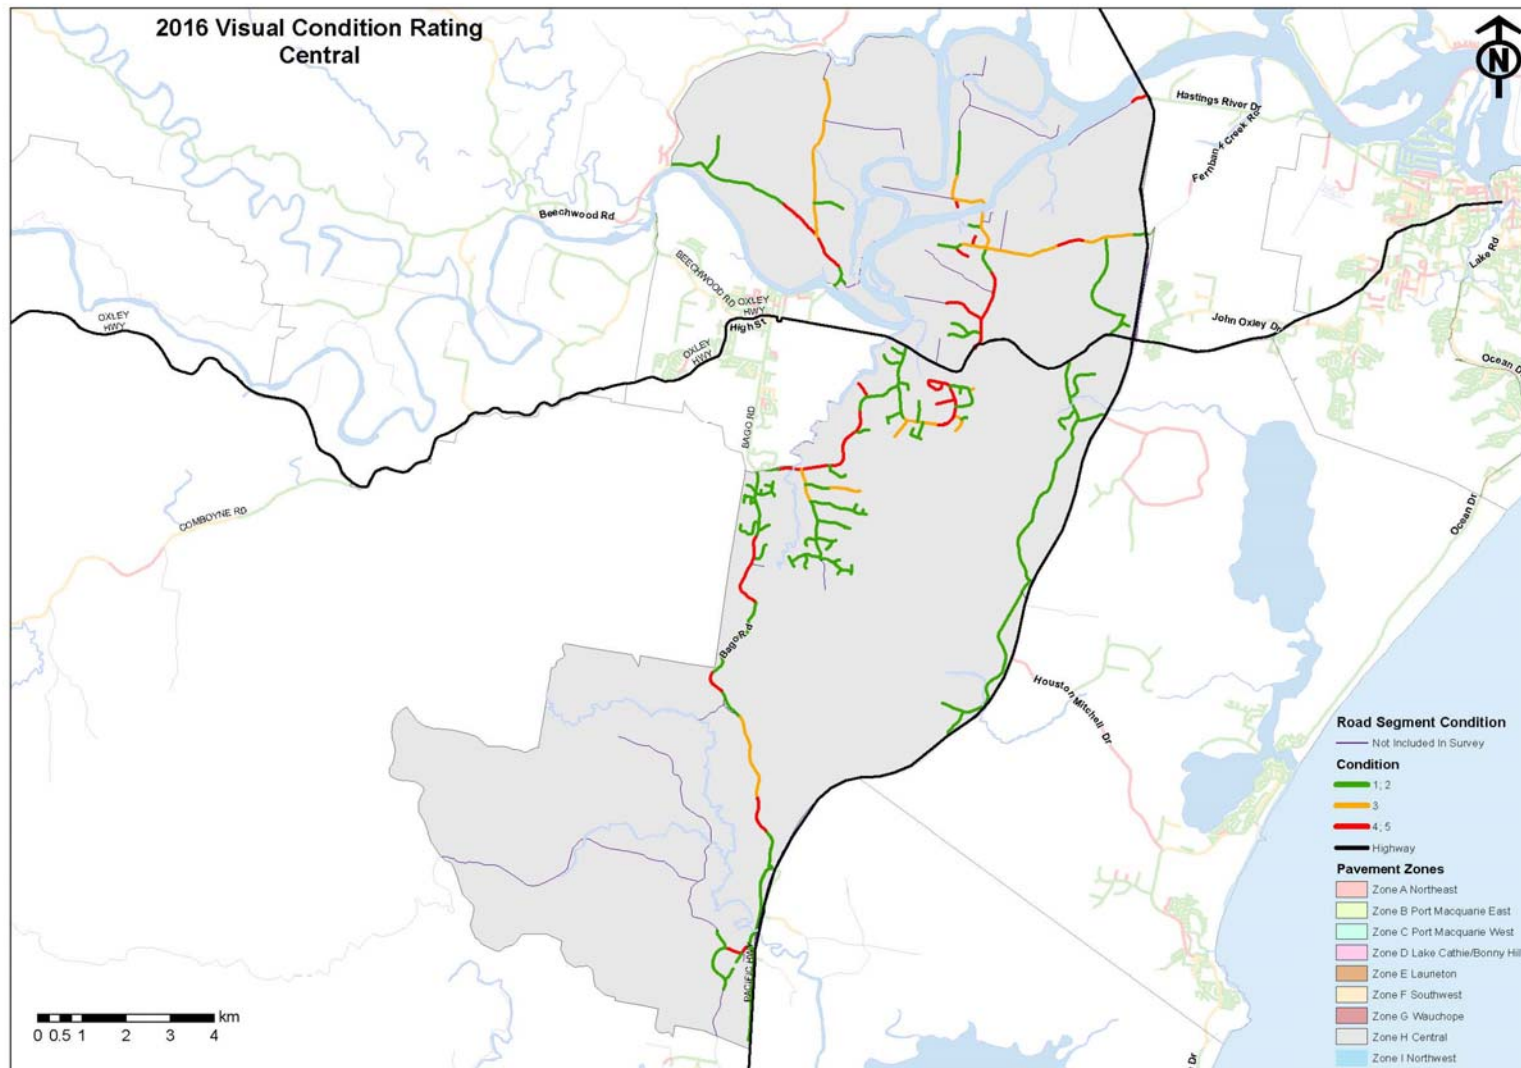 2016 Visual Condition Rating
Central
N
Hastings River Dr
Fernbank Creek Rd
Beechwood Rd
BEECHWOOD RD
OXLEY
HWY
High St
OXLEY
HWY
OXLEY
HWY
John Oxley Dr
Lake Rd
Ocean D
BAGO RD
COMBOYNE RD
Ocean Dr
Bago Rd
Houston Mitchell Dr
PACIFIC HWY
Road Segment Condition
Not Included In Survey
Condition
1; 2
3
4; 5
Highway
Pavement Zones
Zone A Northeast
Zone B Port Macquarie East
Zone C Port Macquarie West
Zone D Lake Cathie/Bonny Hill
Zone E Laurieton
Zone F Southwest
Zone G Wauchope
Zone H Central
Zone I Northwest
km
0 0.5 1 2 3 4